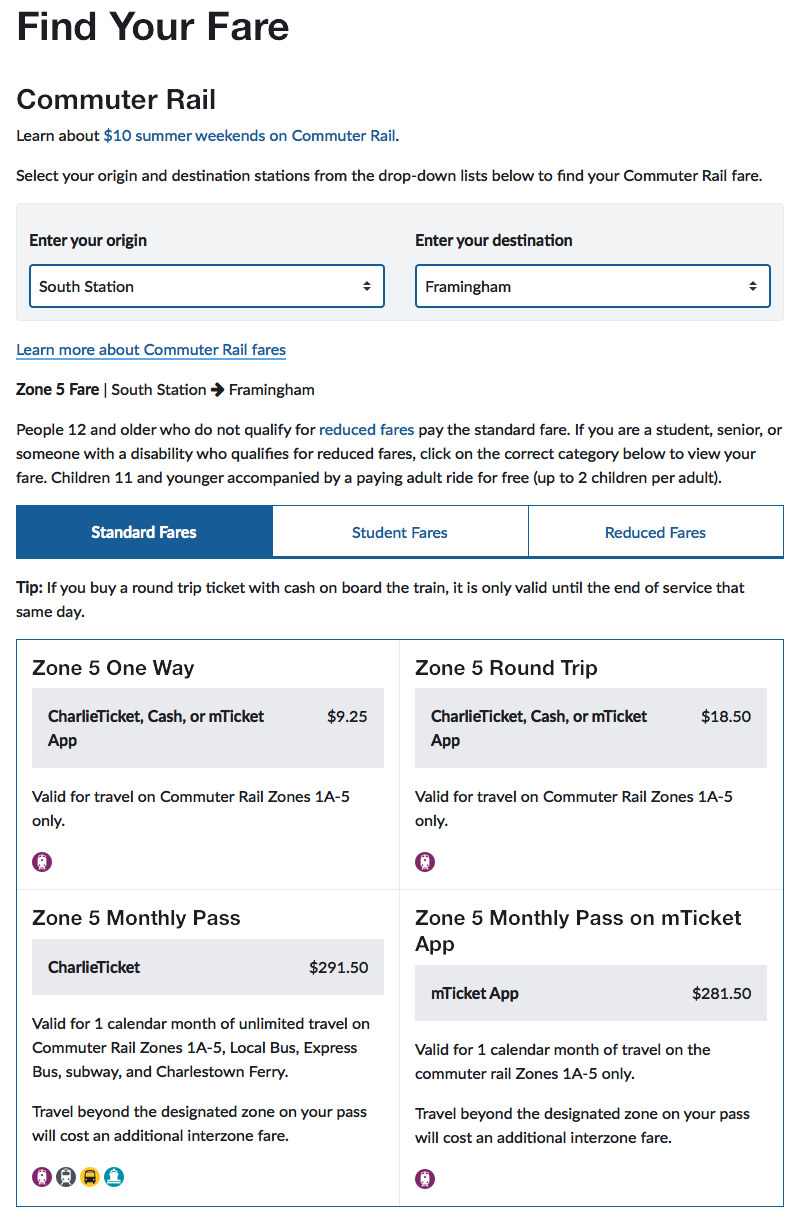 Find Your Fare
Commuter Rail
Learn about $10 summer weekends on Commuter Rail.
Select your origin and destination stations from the drop-down lists below to find your Commuter Rail fare.
Enter your origin
Enter your destination
South Station
Framingham
Learn more about Commuter Rail fares
Zone 5 Fare | South Station → Framingham
People 12 and older who do not qualify for reduced fares pay the standard fare. If you are a student, senior, or
someone with a disability who qualifies for reduced fares, click on the correct category below to view your
fare. Children 11 and younger accompanied by a paying adult ride for free (up to 2 children per adult).
Standard Fares
Student Fares
Reduced Fares
Tip: If you buy a round trip ticket with cash on board the train, it is only valid until the end of service that
same day.
Zone 5 One Way
CharlieTicket, Cash, or mTicket $9.25
App
Valid for travel on Commuter Rail Zones 1A-5
only.
Zone 5 Round Trip
CharlieTicket, Cash, or mTicket $18.50
App
Valid for travel on Commuter Rail Zones 1A-5
only.
Zone 5 Monthly Pass
CharlieTicket $291.50
Valid for 1 calendar month of unlimited travel on
Commuter Rail Zones 1A-5, Local Bus, Express
Bus, subway, and Charlestown Ferry.
Travel beyond the designated zone on your pass
will cost an additional interzone fare.
Zone 5 Monthly Pass on mTicket
App
mTicket App $281.50
Valid for 1 calendar month of travel on the
commuter rail Zones 1A-5 only.
Travel beyond the designated zone on your pass
will cost an additional interzone fare.